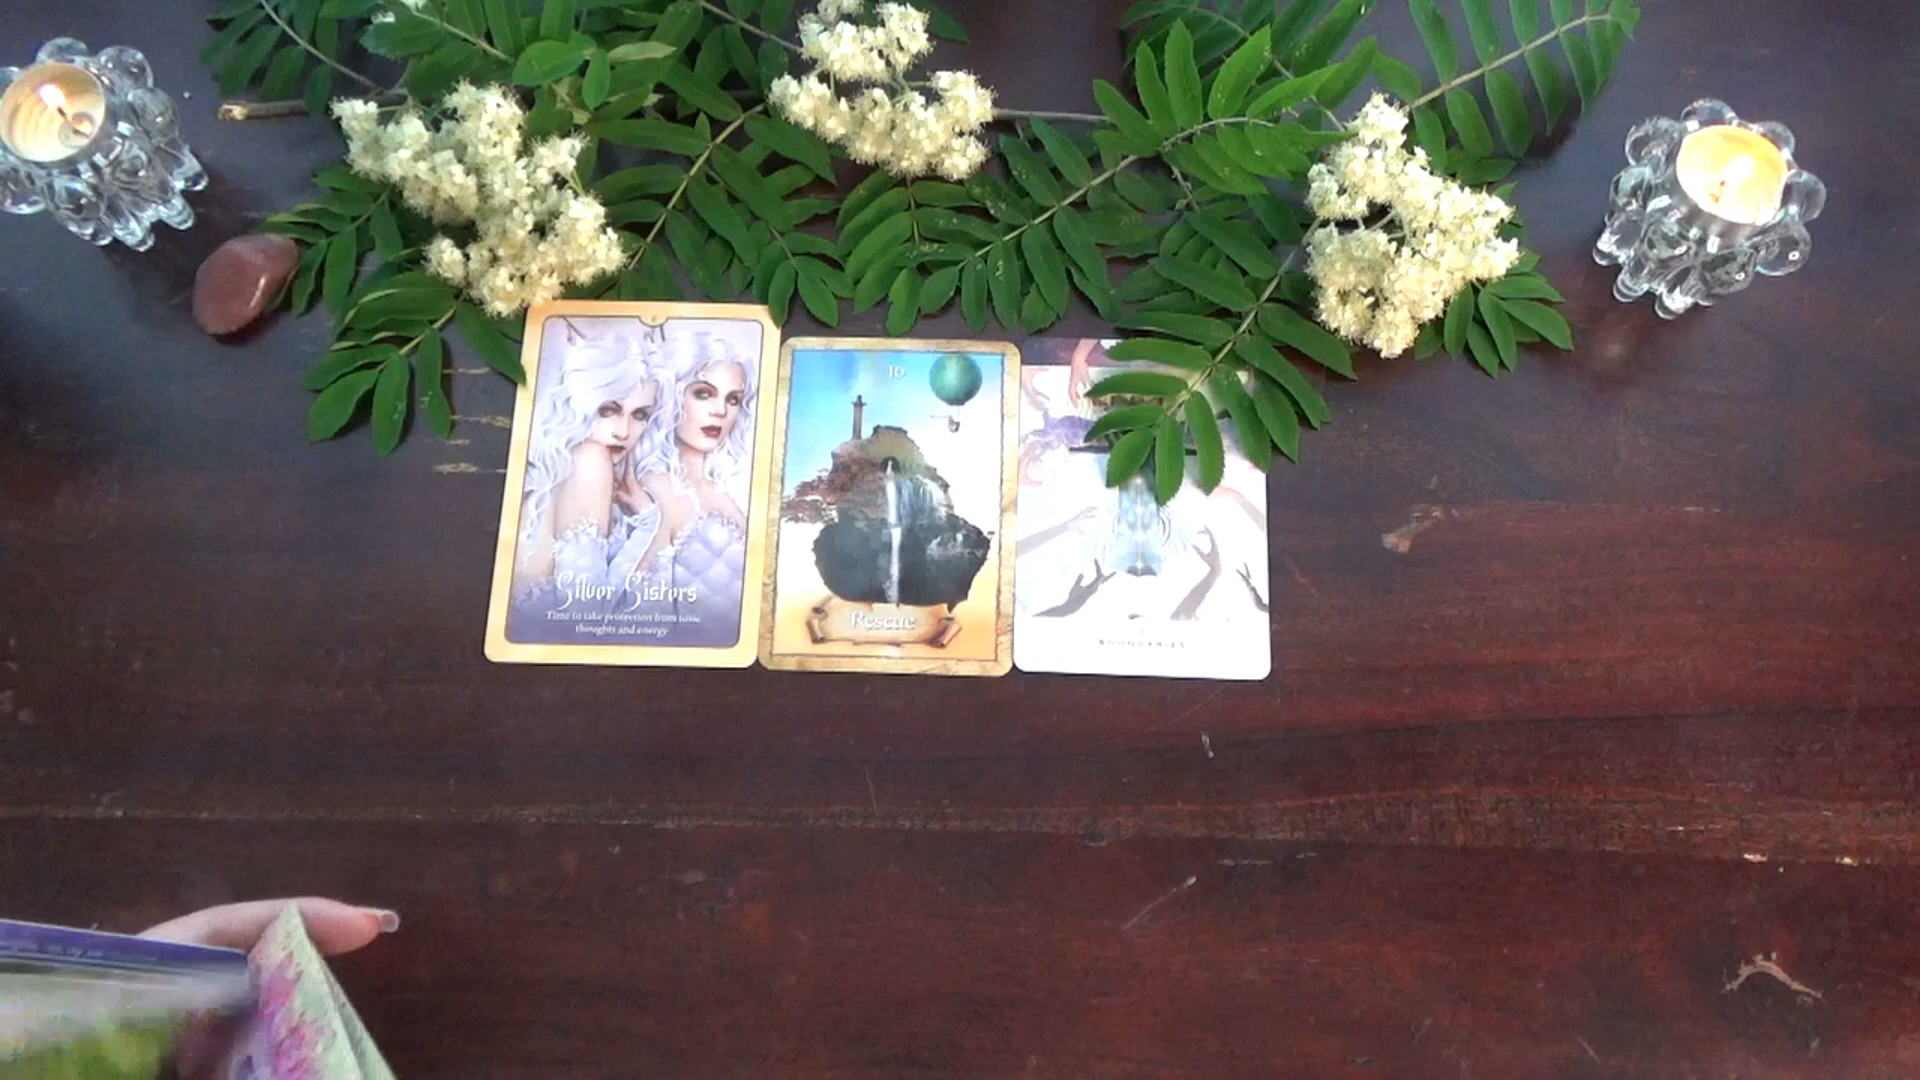 Silver Sisters
Time to take protection from toxic
thoughts and energy
10
Rescue
BOUNDARIES